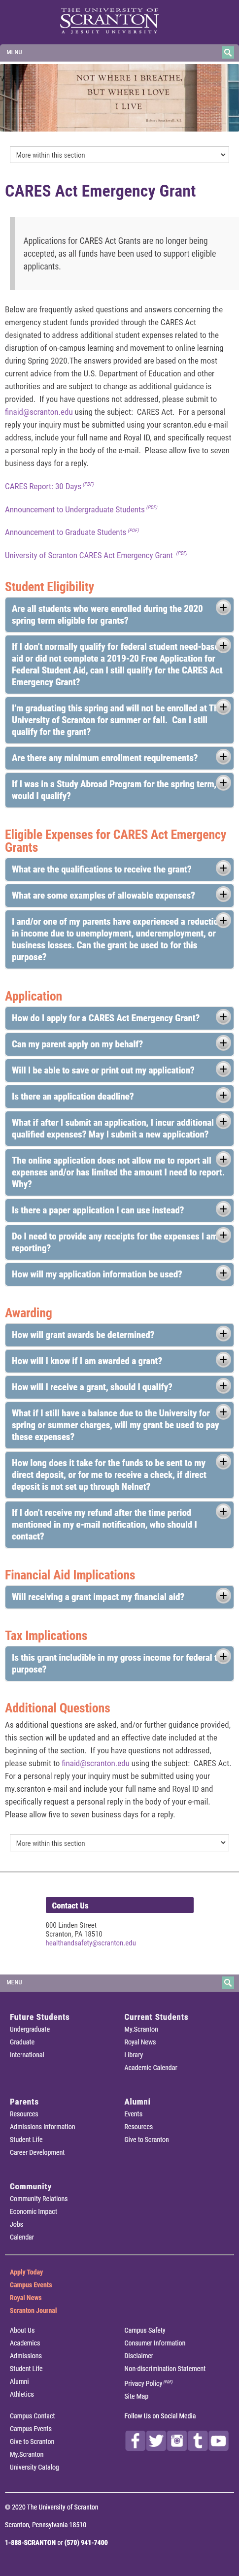 THE UNIVERSITY OF
SCRANTON
A JESUIT UNIVERSITY
MENU
NOT WHERE I BREATHE,
BUT WHERE I LOVE
I LIVE
More within this section
CARES Act Emergency Grant
Applications for CARES Act Grants are no longer being
accepted, as all funds have been used to support eligible
applicants.
Below are frequently asked questions and answers concerning the
emergency student funds provided through the CARES Act
designated to address additional student expenses related to the
disruption of on-campus learning and movement to online learning
during Spring 2020.The answers provided are based on the most
current advice from the U.S. Department of Education and other
authorities and are subject to change as additional guidance is
provided. If you have questions not addressed, please submit to
finaid@scranton.edu using the subject: CARES Act. For a personal
reply your inquiry must be submitted using your scranton.edu e-mail
address, include your full name and Royal ID, and specifically request
a personal reply in the body of the e-mail. Please allow five to seven
business days for a reply.
CARES Report: 30 Days (PDF)
Announcement to Undergraduate Students (PDF)
Announcement to Graduate Students (PDF)
University of Scranton CARES Act Emergency Grant (PDF)
Student Eligibility
Are all students who were enrolled during the 2020
spring term eligible for grants?
If I don't normally qualify for federal student need-bas
aid or did not complete a 2019-20 Free Application for
Federal Student Aid, can I still qualify for the CARES Act
Emergency Grant?
I'm graduating this spring and will not be enrolled at T
University of Scranton for summer or fall. Can I still
qualify for the grant?
Are there any minimum enrollment requirements?
If I was in a Study Abroad Program for the spring term,
would I qualify?
Eligible Expenses for CARES Act Emergency
Grants
What are the qualifications to receive the grant?
What are some examples of allowable expenses?
I and/or one of my parents have experienced a reductio
in income due to unemployment, underemployment, or
business losses. Can the grant be used to for this
purpose?
Application
How do I apply for a CARES Act Emergency Grant?
Can my parent apply on my behalf?
Will I be able to save or print out my application?
Is there an application deadline?
What if after I submit an application, I incur additional
qualified expenses? May I submit a new application?
The online application does not allow me to report all
expenses and/or has limited the amount I need to report.
Why?
Is there a paper application I can use instead?
Do I need to provide any receipts for the expenses I am
reporting?
How will my application information be used?
Awarding
How will grant awards be determined?
How will I know if I am awarded a grant?
How will I receive a grant, should I qualify?
What if I still have a balance due to the University for
spring or summer charges, will my grant be used to pay
these expenses?
How long does it take for the funds to be sent to my
direct deposit, or for me to receive a check, if direct
deposit is not set up through Nelnet?
If I don't receive my refund after the time period
mentioned in my e-mail notification, who should I
contact?
Financial Aid Implications
Will receiving a grant impact my financial aid?
Tax Implications
Is this grant includible in my gross income for federal t
purpose?
Additional Questions
As additional questions are asked, and/or further guidance provided,
this section will be updated and an effective date indicated at the
beginning of the section. If you have questions not addressed,
please submit to finaid@scranton.edu using the subject: CARES Act.
For a personal reply your inquiry must be submitted using your
my.scranton e-mail and include your full name and Royal ID and
specifically request a personal reply in the body of your e-mail.
Please allow five to seven business days for a reply.
More within this section
Contact Us
800 Linden Street
Scranton, PA 18510
healthandsafety@scranton.edu
MENU
Future Students
Undergraduate
Graduate
International
Current Students
My.Scranton
Royal News
Library
Academic Calendar
Parents
Resources
Admissions Information
Student Life
Career Development
Alumni
Events
Resources
Give to Scranton
Community
Community Relations
Economic Impact
Jobs
Calendar
Apply Today
Campus Events
Royal News
Scranton Journal
About Us
Academics
Admissions
Student Life
Alumni
Athletics
Campus Safety
Consumer Information
Disclaimer
Non-discrimination Statement
Privacy Policy (PDF)
Site Map
Campus Contact
Campus Events
Give to Scranton
My.Scranton
University Catalog
Follow Us on Social Media
© 2020 The University of Scranton
Scranton, Pennsylvania 18510
1-888-SCRANTON or (570) 941-7400